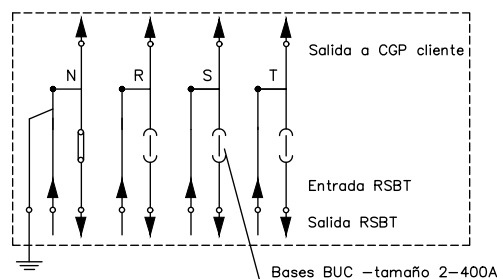 Salida a CGP cliente
N R S T
Entrada RSBT
Salida RSBT
Bases BUC -tamaño 2-400A